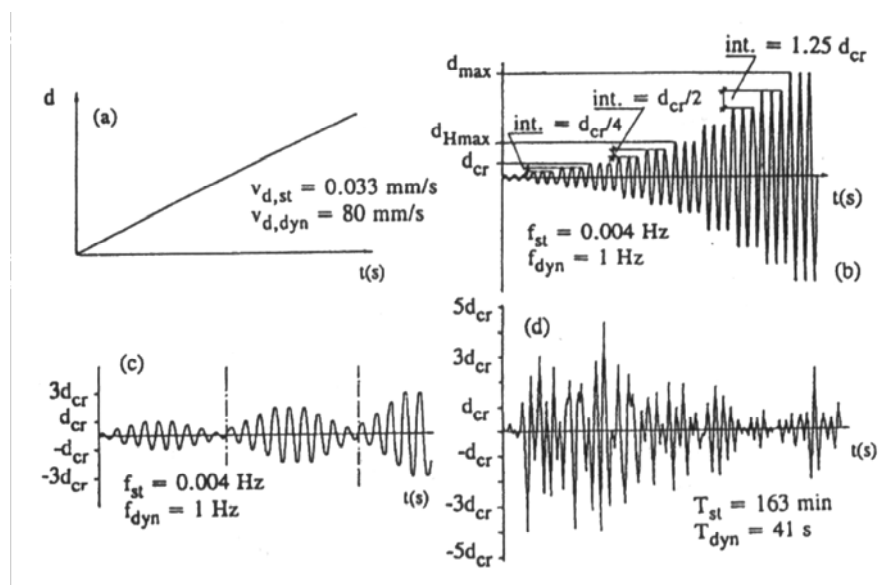 d
(a)
v_d,st = 0.033 mm/s
v_d,dyn = 80 mm/s
t(s)
int. = 1.25 d_cr
d_max
int. = d_cr/2
int. = d_cr/4
d_Hmax
d_cr
t(s)
f_st = 0.004 Hz
f_dyn = 1 Hz
(b)
(c)
3d_cr
d_cr
-d_cr
-3d_cr
t(s)
f_st = 0.004 Hz
f_dyn = 1 Hz
5d_cr
(d)
3d_cr
d_cr
-d_cr
t(s)
-3d_cr
T_st = 163 min
T_dyn = 41 s
-5d_cr